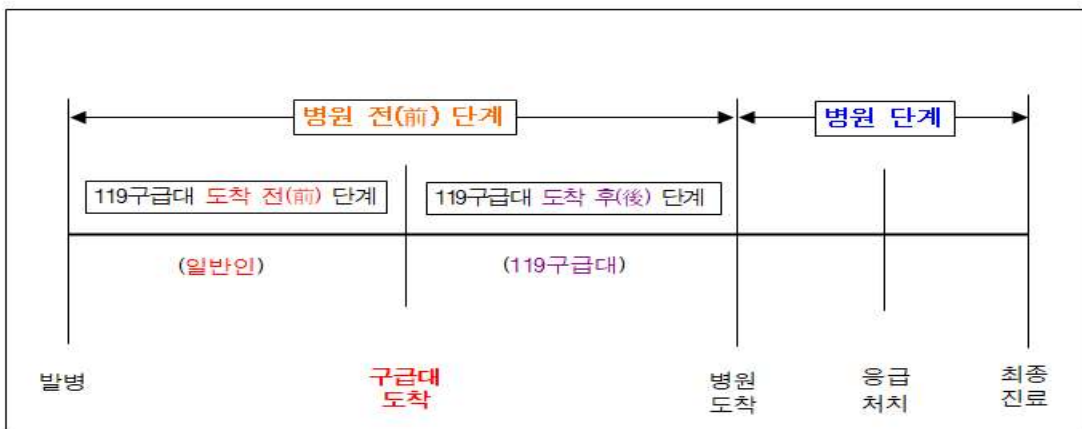 병원 전(前) 단계
병원 단계
119구급대 도착 전(前) 단계
119구급대 도착 후(後) 단계
(일반인)
(119구급대)
발병
구급대
도착
병원
도착
응급
처치
최종
진료